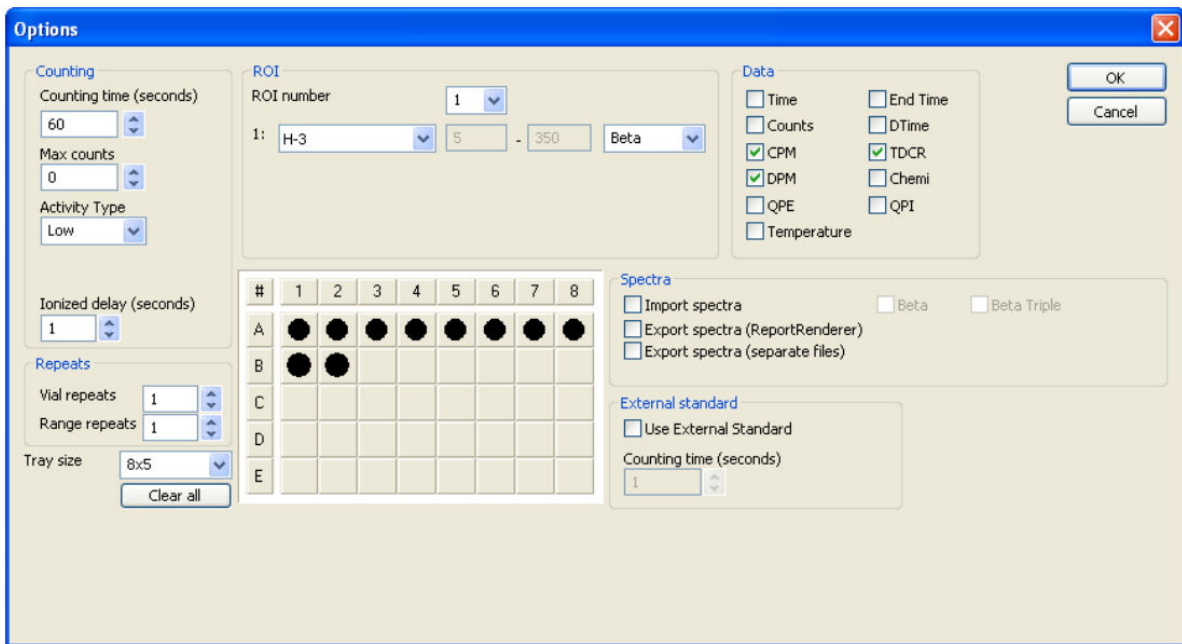 Options
Counting
Counting time (seconds)
60
Max counts
0
Activity Type
Low
Ionized delay (seconds)
1
Repeats
Vial repeats 1
Range repeats 1
Tray size 8x5
Clear all
ROI
ROI number 1
1: H-3 5 - 350 Beta
# 1 2 3 4 5 6 7 8
A
B
C
D
E
Data
Time End Time
Counts DTime
CPM TDCR
DPM Chemi
QPE QPI
Temperature
OK
Cancel
Spectra
Import spectra Beta Beta Triple
Export spectra (ReportRenderer)
Export spectra (separate files)
External standard
Use External Standard
Counting time (seconds)
1